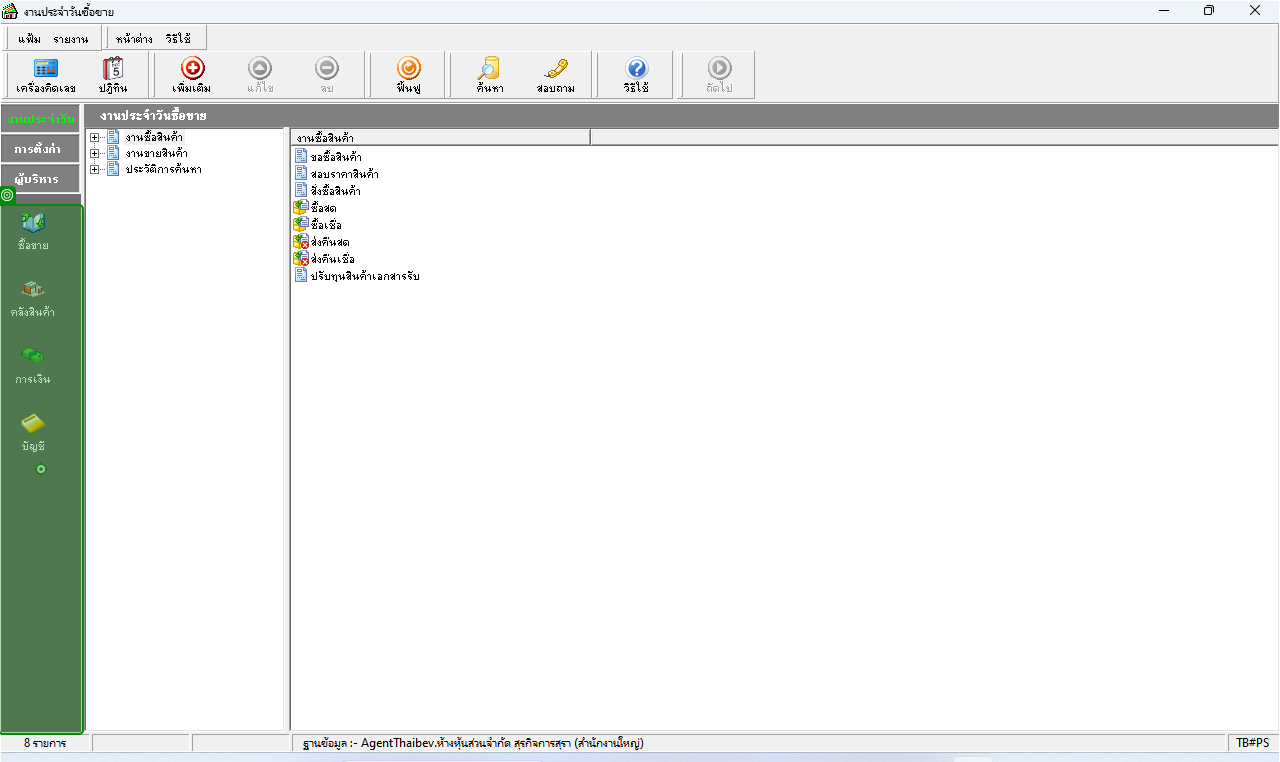 งานประจำวันซื้อขาย
แฟ้ม รายงาน หน้าต่าง วิธีใช้
เครื่องคิดเลข ปฏิทิน เพิ่มเติม แก้ไข ลบ ฟื้นฟู ค้นหา สอบถาม วิธีใช้ ถัดไป
งานประจำวัน
การตั้งค่า
ผู้บริหาร
ซื้อขาย
คลังสินค้า
การเงิน
บัญชี
งานประจำวันซื้อขาย
งานซื้อสินค้า
งานขายสินค้า
ประวัติการค้นหา
งานซื้อสินค้า
ขอซื้อสินค้า
สอบราคาสินค้า
สั่งซื้อสินค้า
ซื้อสด
ซื้อเชื่อ
ส่งคืนสด
ส่งคืนเชื่อ
ปรับทุนสินค้าเอกสารรับ
8 รายการ ฐานข้อมูล :- AgentThaibev.ห้างหุ้นส่วนจำกัด สุรกิจการสุรา (สำนักงานใหญ่) TB#PS